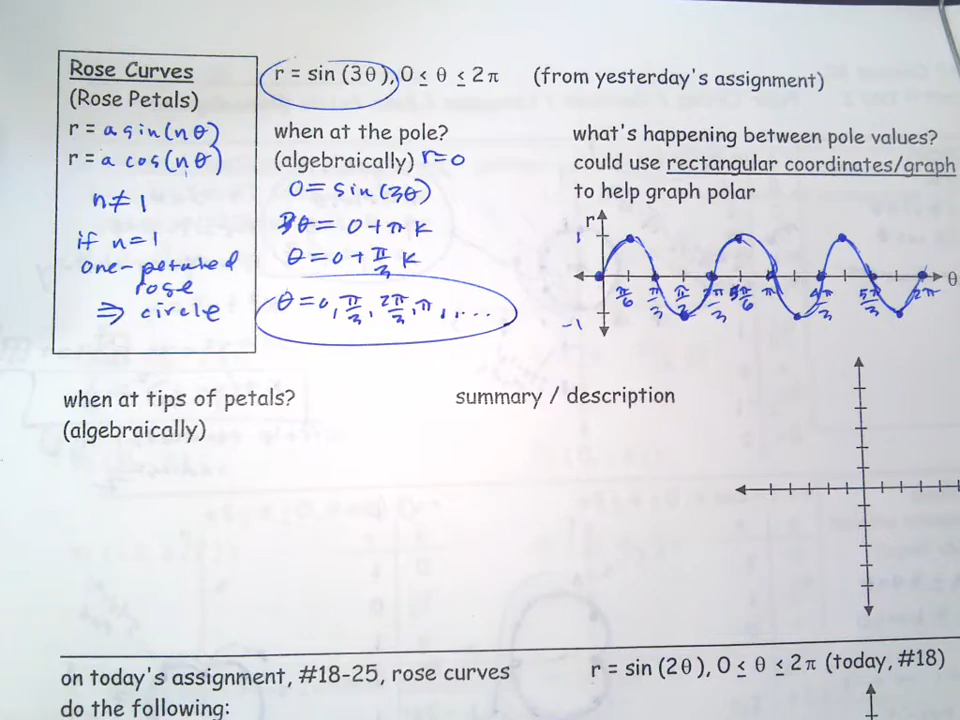 Rose Curves
(Rose Petals)
r = a sin(nθ)
r = a cos(nθ)
n ≠ 1
if n = 1
one-petaled
rose
⇒ circle
r = sin (3θ), 0 ≤ θ ≤ 2π
(from yesterday's assignment)
when at the pole?
(algebraically) r=0
0 = sin(3θ)
3θ = 0 + πk
θ = 0 + π/3 k
θ = 0, π/3, 2π/3, π, ....
what's happening between pole values?
could use rectangular coordinates/graph
to help graph polar
r
1
-1
θ
π/6 π/3 π/2 2π/3 5π/6 π 4π/3 5π/3 2π
when at tips of petals?
(algebraically)
summary / description
on today's assignment, #18-25, rose curves
do the following:
r = sin (2θ), 0 ≤ θ ≤ 2π (today, #18)